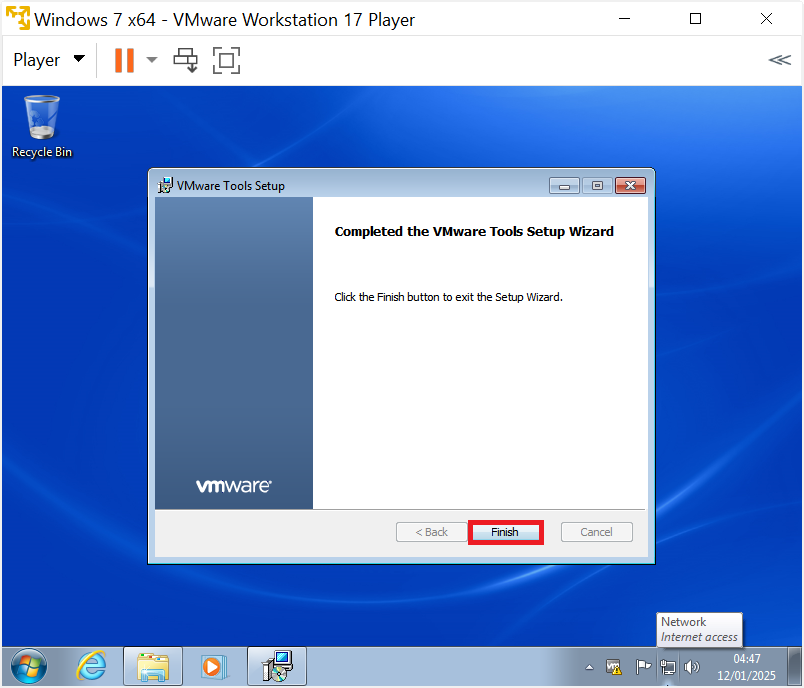 Windows 7 x64 - VMware Workstation 17 Player
Player
Recycle Bin
VMware Tools Setup
Completed the VMware Tools Setup Wizard
Click the Finish button to exit the Setup Wizard.
vmware
< Back
Finish
Cancel
Network
Internet access
04:47
12/01/2025